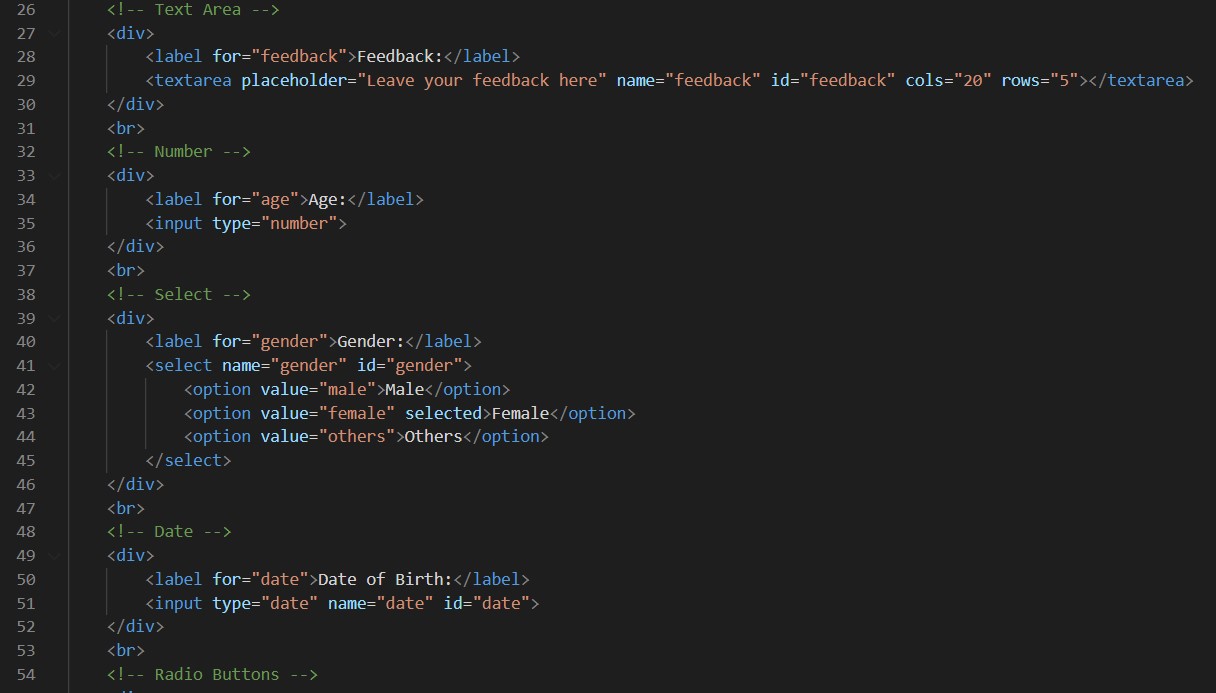 26 <!-- Text Area -->
27 <div>
28 <label for="feedback">Feedback:</label>
29 <textarea placeholder="Leave your feedback here" name="feedback" id="feedback" cols="20" rows="5"></textarea>
30 </div>
31 <br>
32 <!-- Number -->
33 <div>
34 <label for="age">Age:</label>
35 <input type="number">
36 </div>
37 <br>
38 <!-- Select -->
39 <div>
40 <label for="gender">Gender:</label>
41 <select name="gender" id="gender">
42 <option value="male">Male</option>
43 <option value="female" selected>Female</option>
44 <option value="others">Others</option>
45 </select>
46 </div>
47 <br>
48 <!-- Date -->
49 <div>
50 <label for="date">Date of Birth:</label>
51 <input type="date" name="date" id="date">
52 </div>
53 <br>
54 <!-- Radio Buttons -->